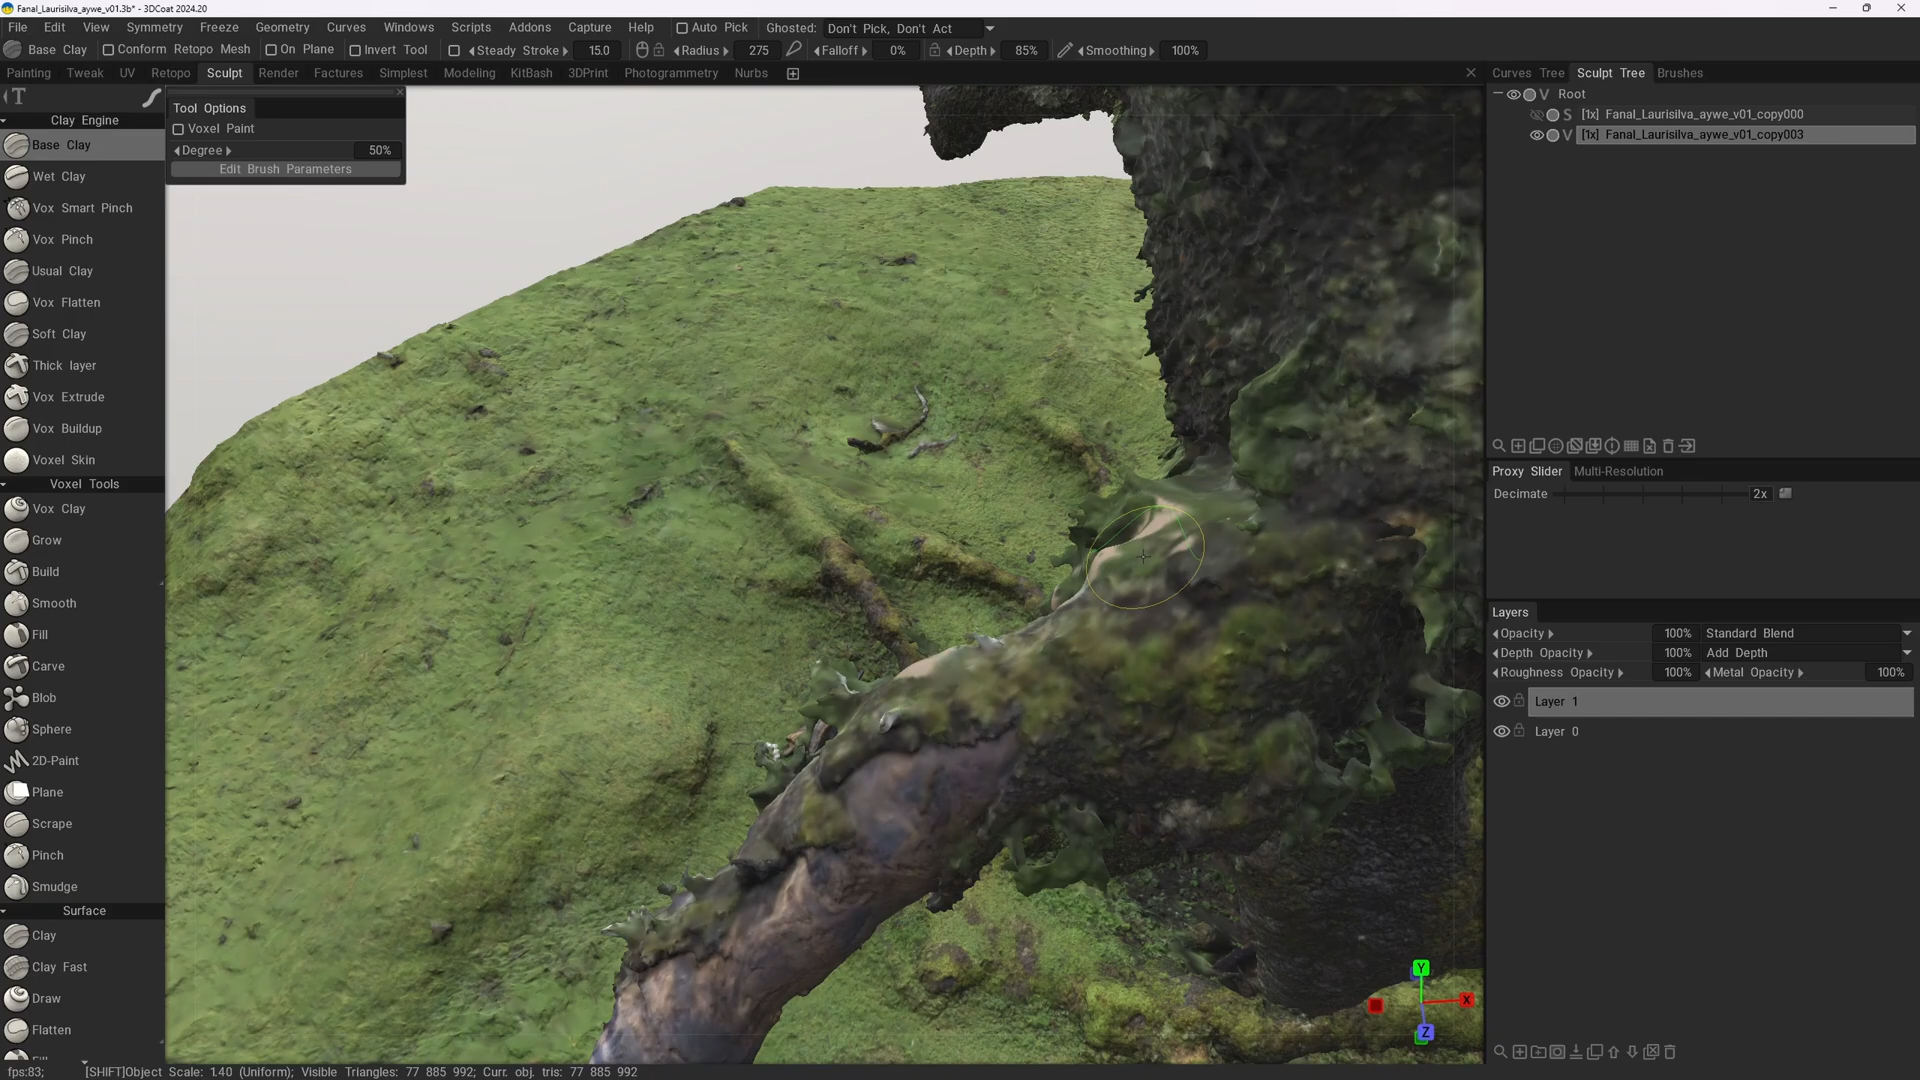 Fanal_Laurisilva_aywe_v01.3b* - 3DCoat 2024.20
File Edit View Symmetry Freeze Geometry Curves Windows Scripts Addons Capture Help Auto Pick Ghosted: Don't Pick, Don't Act
Base Clay Conform Retopo Mesh On Plane Invert Tool Steady Stroke 15.0 Radius 275 Falloff 0% Depth 85% Smoothing 100%
Painting Tweak UV Retopo Sculpt Render Factures Simplest Modeling KitBash 3DPrint Photogrammetry Nurbs
Curves Tree Sculpt Tree Brushes
V Root
S [1x] Fanal_Laurisilva_aywe_v01_copy000
V [1x] Fanal_Laurisilva_aywe_v01_copy003
T
Clay Engine
Base Clay
Wet Clay
Vox Smart Pinch
Vox Pinch
Usual Clay
Vox Flatten
Soft Clay
Thick layer
Vox Extrude
Vox Buildup
Voxel Skin
Voxel Tools
Vox Clay
Grow
Build
Smooth
Fill
Carve
Blob
Sphere
2D-Paint
Plane
Scrape
Pinch
Smudge
Surface
Clay
Clay Fast
Draw
Flatten
Fill
Tool Options
Voxel Paint
Degree 50%
Edit Brush Parameters
Proxy Slider Multi-Resolution
Decimate 2x
Layers
Opacity 100% Standard Blend
Depth Opacity 100% Add Depth
Roughness Opacity 100% Metal Opacity 100%
Layer 1
Layer 0
Y
X
Z
fps:83; [SHIFT]Object Scale: 1.40 (Uniform); Visible Triangles: 77 885 992; Curr. obj. tris: 77 885 992